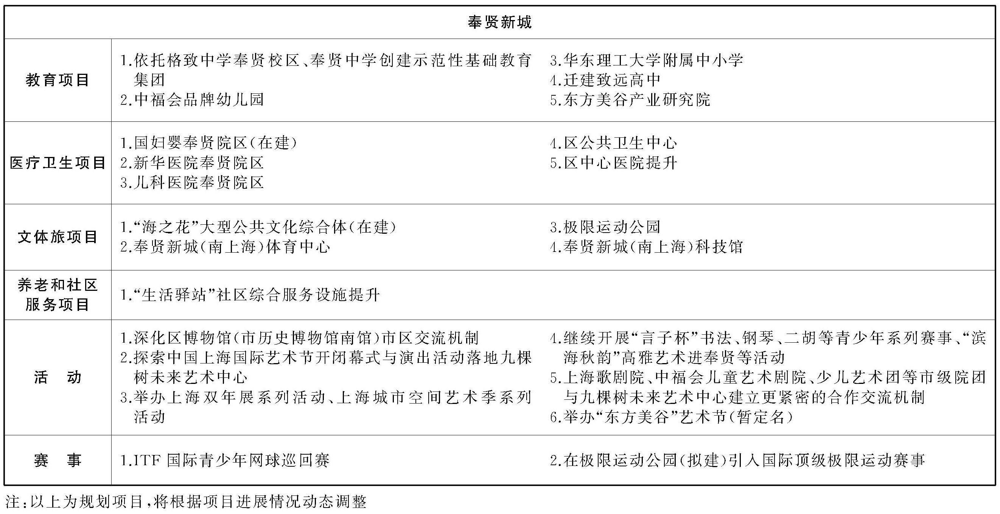 奉贤新城
教育项目
1.依托格致中学奉贤校区、奉贤中学创建示范性基础教育
集团
2.中福会品牌幼儿园
3.华东理工大学附属中小学
4.迁建致远高中
5.东方美谷产业研究院
医疗卫生项目
1.国妇婴奉贤院区(在建)
2.新华医院奉贤院区
3.儿科医院奉贤院区
4.区公共卫生中心
5.区中心医院提升
文体旅项目
1.“海之花”大型公共文化综合体(在建)
2.奉贤新城(南上海)体育中心
3.极限运动公园
4.奉贤新城(南上海)科技馆
养老和社区
服务项目
1.“生活驿站”社区综合服务设施提升
活 动
1.深化区博物馆(市历史博物馆南馆)市区交流机制
2.探索中国上海国际艺术节开闭幕式与演出活动落地九棵
树未来艺术中心
3.举办上海双年展系列活动、上海城市空间艺术季系列
活动
4.继续开展“言子杯”书法、钢琴、二胡等青少年系列赛事、“滨
海秋韵”高雅艺术进奉贤等活动
5.上海歌剧院、中福会儿童艺术剧院、少儿艺术团等市级院团
与九棵树未来艺术中心建立更紧密的合作交流机制
6.举办“东方美谷”艺术节(暂定名)
赛 事
1.ITF 国际青少年网球巡回赛
2.在极限运动公园(拟建)引入国际顶级极限运动赛事
注:以上为规划项目,将根据项目进展情况动态调整